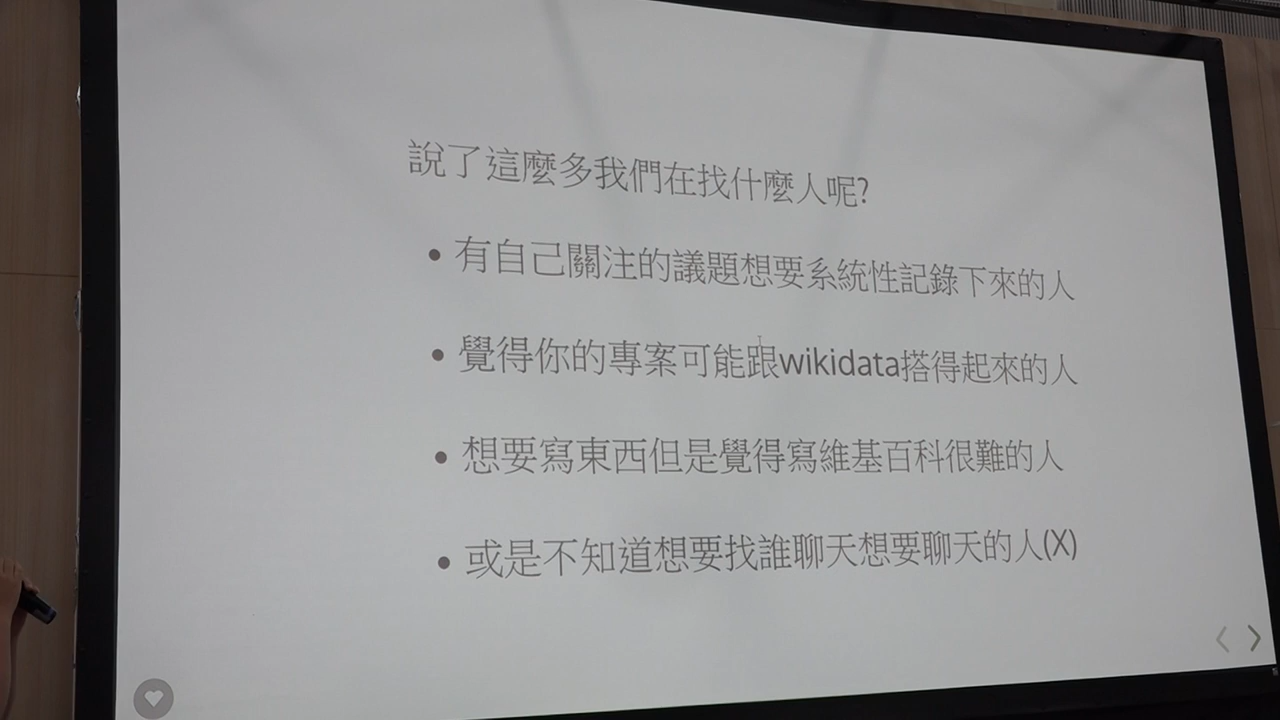 說了這麼多我們在找什麼人呢?
• 有自己關注的議題想要系統性記錄下來的人
• 覺得你的專案可能跟wikidata搭得起來的人
• 想要寫東西但是覺得寫維基百科很難的人
• 或是不知道想要找誰聊天想要聊天的人(X)